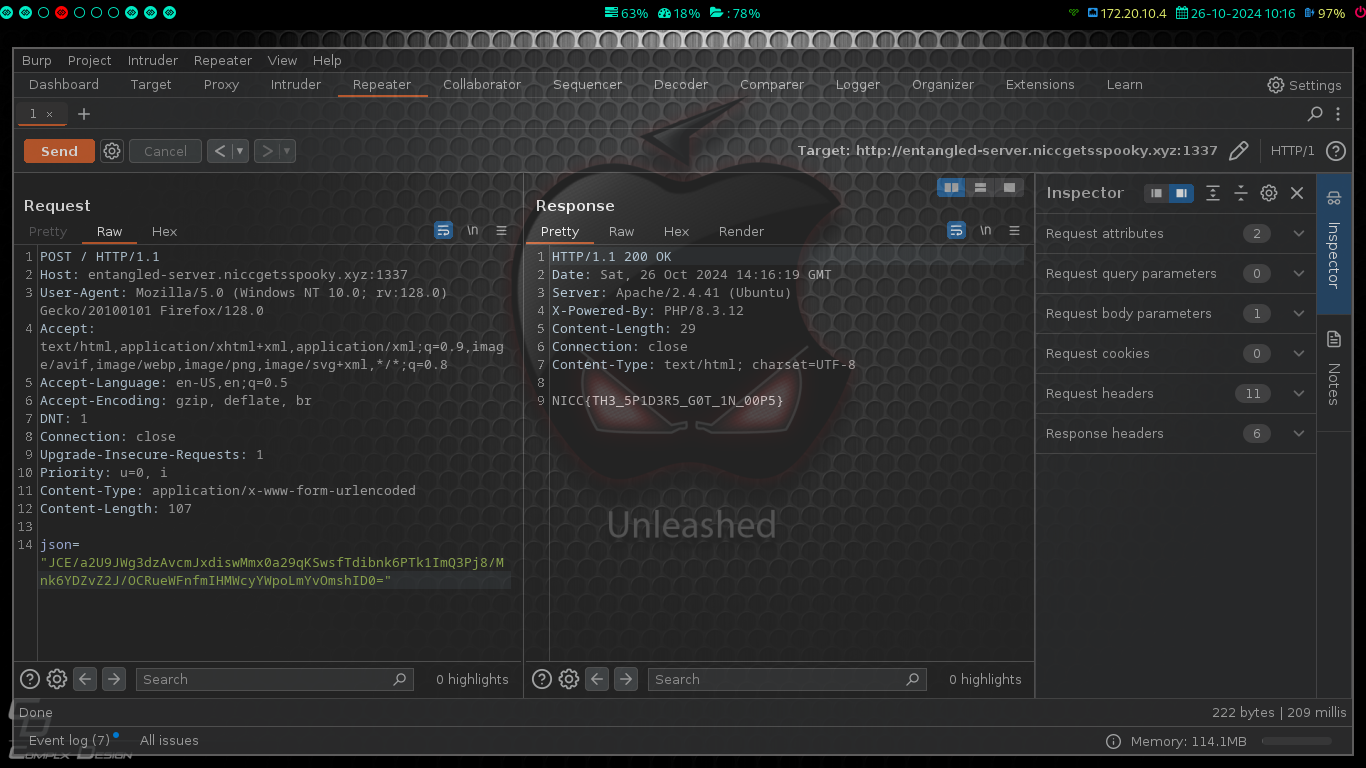 63% 18% : 78% 172.20.10.4 26-10-2024 10:16 97%
Burp Project Intruder Repeater View Help
Dashboard Target Proxy Intruder Repeater Collaborator Sequencer Decoder Comparer Logger Organizer Extensions Learn Settings
1 × +
Send Cancel < > Target: http://entangled-server.niccgetsspooky.xyz:1337 HTTP/1 ?
Request
Pretty Raw Hex \n
1 POST / HTTP/1.1
2 Host: entangled-server.niccgetsspooky.xyz:1337
3 User-Agent: Mozilla/5.0 (Windows NT 10.0; rv:128.0)
Gecko/20100101 Firefox/128.0
4 Accept:
text/html,application/xhtml+xml,application/xml;q=0.9,imag
e/avif,image/webp,image/png,image/svg+xml,*/*;q=0.8
5 Accept-Language: en-US,en;q=0.5
6 Accept-Encoding: gzip, deflate, br
7 DNT: 1
8 Connection: close
9 Upgrade-Insecure-Requests: 1
10 Priority: u=0, i
11 Content-Type: application/x-www-form-urlencoded
12 Content-Length: 107
13
14 json=
"JCE/a2U9JWg3dzAvcmJxdiswMmx0a29qKSwsfTdibnk6PTk1ImQ3Pj8/M
nk6YDZvZ2J/OCRueWFnfmIHMWcyYWpoLmYvOmshID0="
? Search 0 highlights
Response
Pretty Raw Hex Render \n
1 HTTP/1.1 200 OK
2 Date: Sat, 26 Oct 2024 14:16:19 GMT
3 Server: Apache/2.4.41 (Ubuntu)
4 X-Powered-By: PHP/8.3.12
5 Content-Length: 29
6 Connection: close
7 Content-Type: text/html; charset=UTF-8
8
9 NICC{TH3_5P1D3R5_G0T_1N_00P5}
Unleashed
? Search 0 highlights
Inspector
Request attributes 2
Request query parameters 0
Request body parameters 1
Request cookies 0
Request headers 11
Response headers 6
Inspector
Notes
Done 222 bytes | 209 millis
Event log (7) All issues Memory: 114.1MB
Complx Design